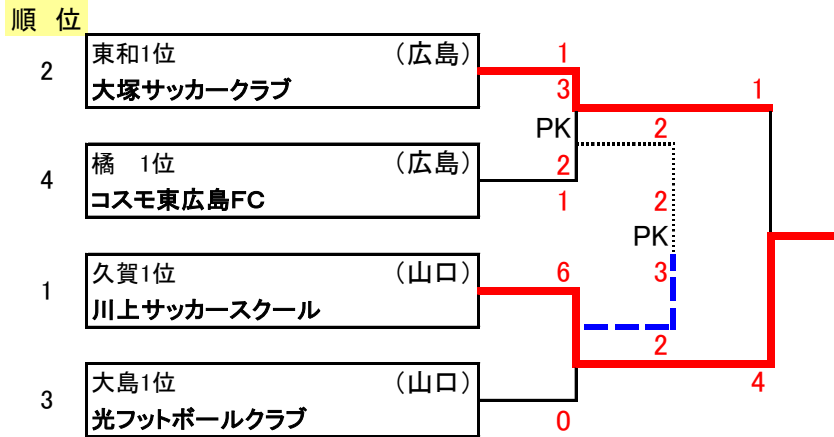 順 位
2
東和1位 (広島)
大塚サッカークラブ
1
3
PK
2
1
4
橘 1位 (広島)
コスモ東広島FC
1
久賀1位 (山口)
川上サッカースクール
6
0
3
大島1位 (山口)
光フットボールクラブ
2
2
PK
3
2
1
4